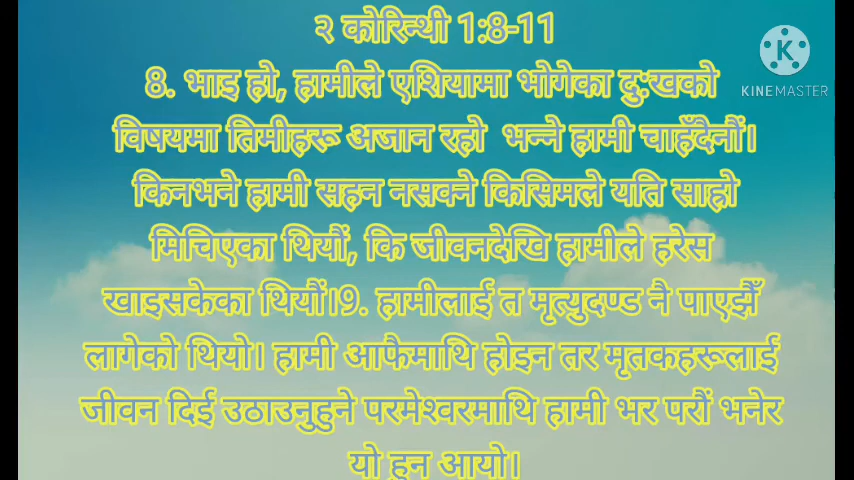 २ कोरिन्थी 1:8-11
8. भाइ हो, हामीले एशियामा भोगेका दुःखको
विषयमा तिमीहरू अजान रहो भन्ने हामी चाहँदैनौं।
किनभने हामी सहन नसक्ने किसिमले यति साह्रो
मिचिएका थियौं, कि जीवनदेखि हामीले हरेस
खाइसकेका थियौं।9. हामीलाई त मृत्युदण्ड नै पाएझैँ
लागेको थियो। हामी आफैमाथि होइन तर मृतकहरूलाई
जीवन दिई उठाउनुहुने परमेश्वरमाथि हामी भर परौं भनेर
यो हुन आयो।
K
KINEMASTER